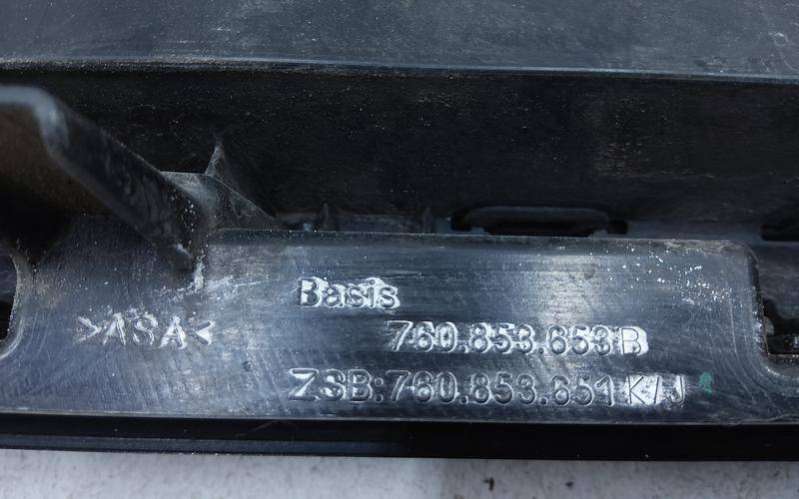 Basis
>ASA<
760.853.653 B
ZSB: 760.853.651 K/J